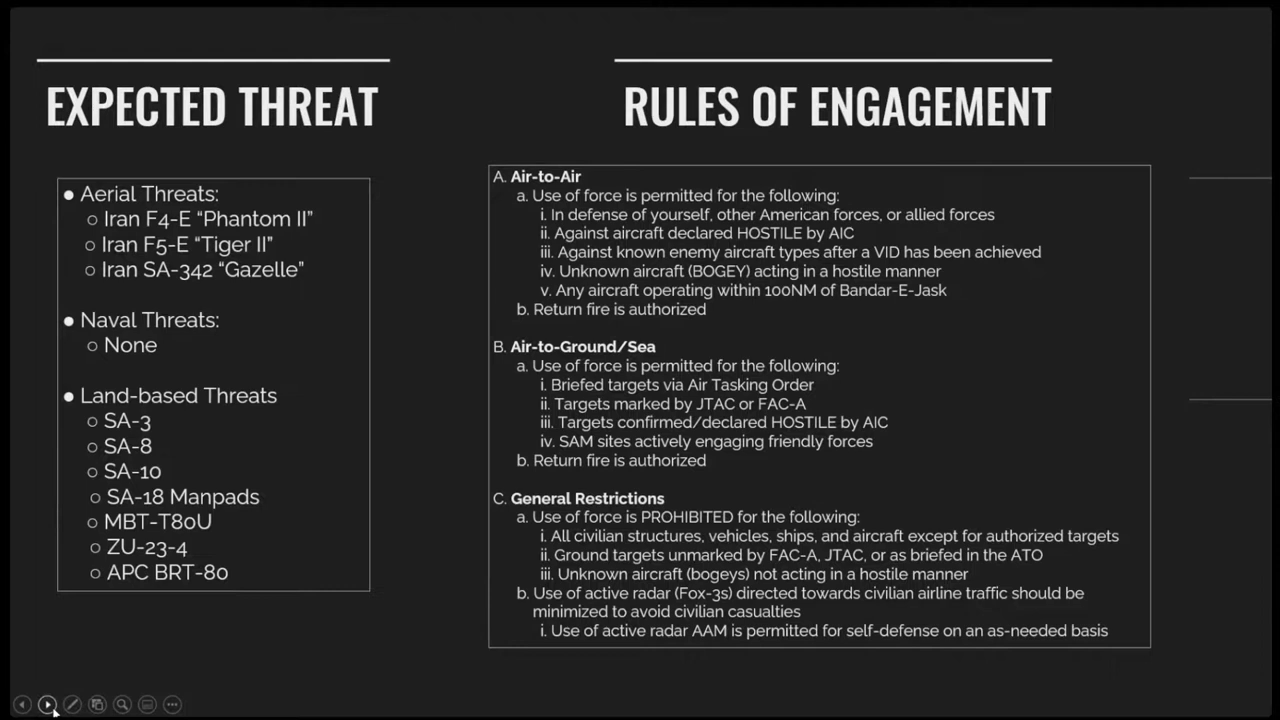 EXPECTED THREAT
● Aerial Threats:
○ Iran F4-E “Phantom II”
○ Iran F5-E “Tiger II”
○ Iran SA-342 “Gazelle”
● Naval Threats:
○ None
● Land-based Threats
○ SA-3
○ SA-8
○ SA-10
○ SA-18 Manpads
○ MBT-T80U
○ ZU-23-4
○ APC BRT-80
RULES OF ENGAGEMENT
A. Air-to-Air
a. Use of force is permitted for the following:
i. In defense of yourself, other American forces, or allied forces
ii. Against aircraft declared HOSTILE by AIC
iii. Against known enemy aircraft types after a VID has been achieved
iv. Unknown aircraft (BOGEY) acting in a hostile manner
v. Any aircraft operating within 100NM of Bandar-E-Jask
b. Return fire is authorized
B. Air-to-Ground/Sea
a. Use of force is permitted for the following:
i. Briefed targets via Air Tasking Order
ii. Targets marked by JTAC or FAC-A
iii. Targets confirmed/declared HOSTILE by AIC
iv. SAM sites actively engaging friendly forces
b. Return fire is authorized
C. General Restrictions
a. Use of force is PROHIBITED for the following:
i. All civilian structures, vehicles, ships, and aircraft except for authorized targets
ii. Ground targets unmarked by FAC-A, JTAC, or as briefed in the ATO
iii. Unknown aircraft (bogeys) not acting in a hostile manner
b. Use of active radar (Fox-3s) directed towards civilian airline traffic should be
minimized to avoid civilian casualties
i. Use of active radar AAM is permitted for self-defense on an as-needed basis